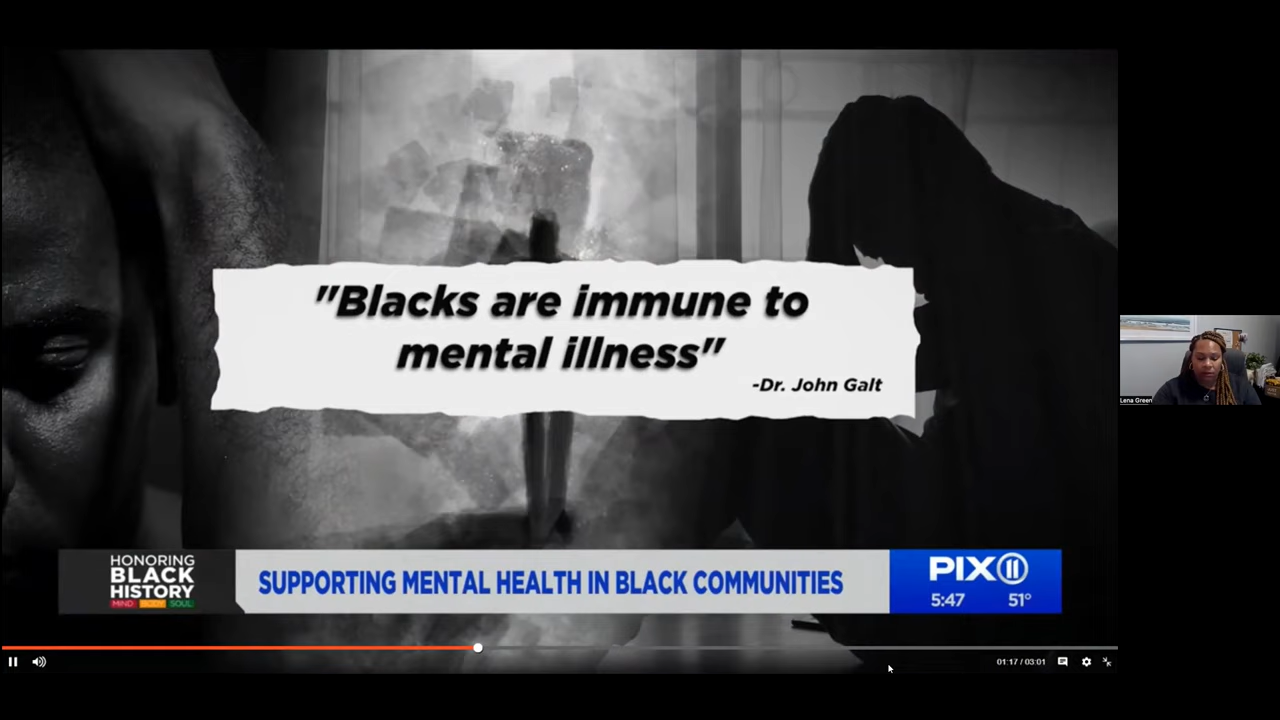 "Blacks are immune to
mental illness"
-Dr. John Galt
Lena Green
HONORING
BLACK
HISTORY
MIND BODY SOUL
SUPPORTING MENTAL HEALTH IN BLACK COMMUNITIES
PIX11
5:47 51°
01:17 / 03:01